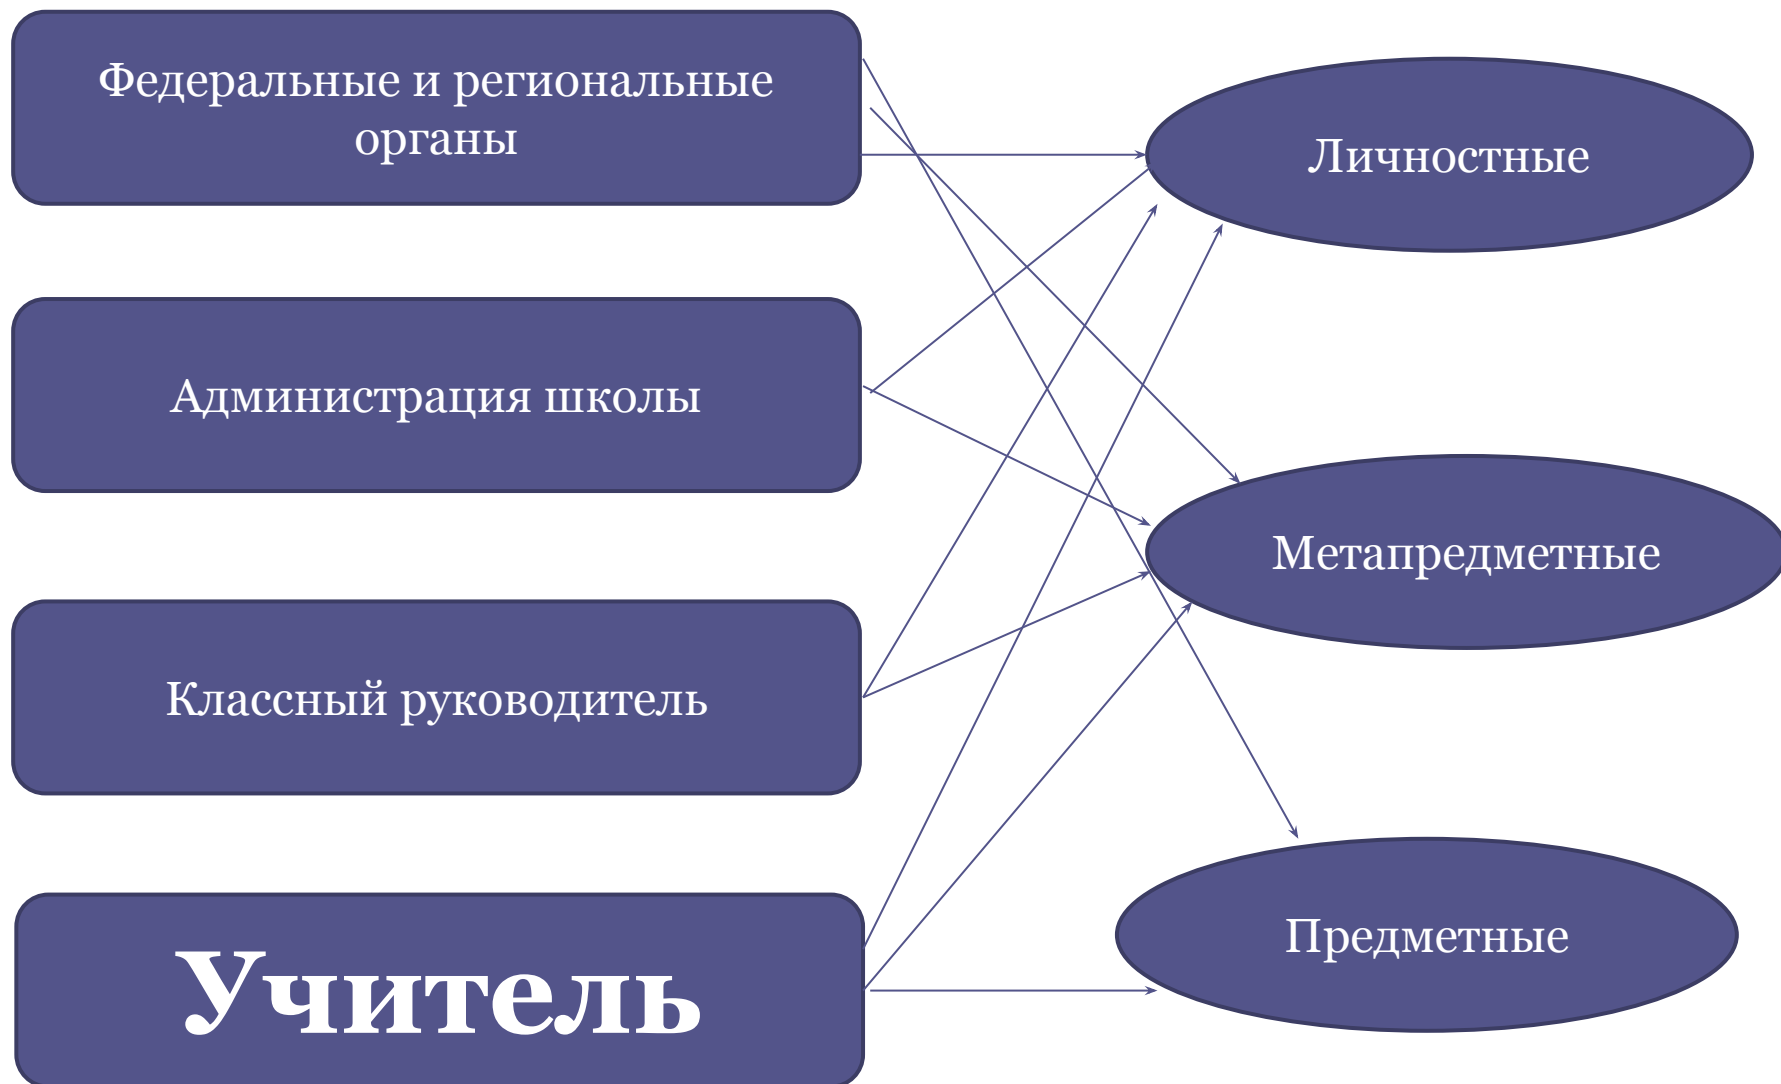 Федеральные и региональные
органы
Личностные
Администрация школы
Метапредметные
Классный руководитель
Предметные
Учитель